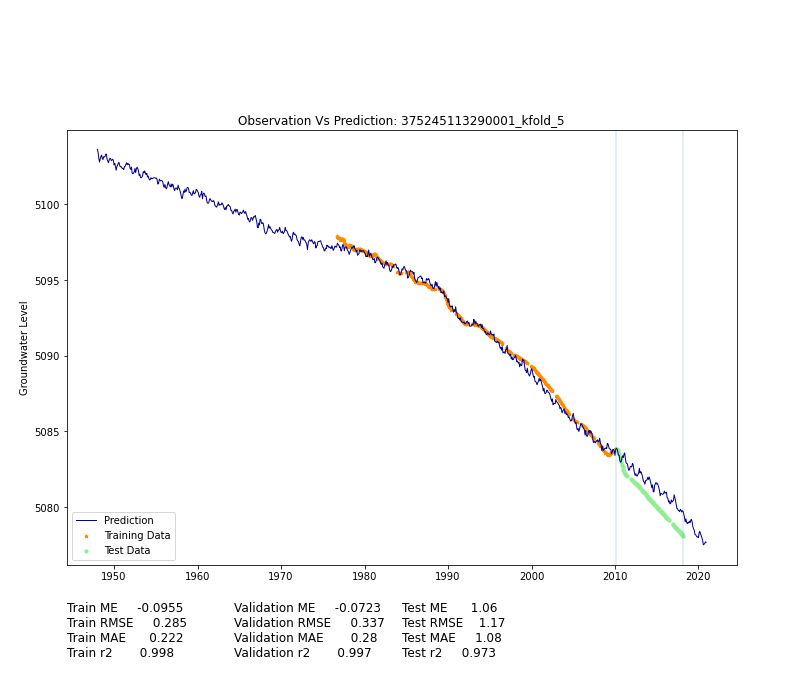 Observation Vs Prediction: 375245113290001_kfold_5
Groundwater Level
5100
5095
5090
5085
5080
Prediction
Training Data
Test Data
1950 1960 1970 1980 1990 2000 2010 2020
Train ME -0.0955 Validation ME -0.0723 Test ME 1.06
Train RMSE 0.285 Validation RMSE 0.337 Test RMSE 1.17
Train MAE 0.222 Validation MAE 0.28 Test MAE 1.08
Train r2 0.998 Validation r2 0.997 Test r2 0.973